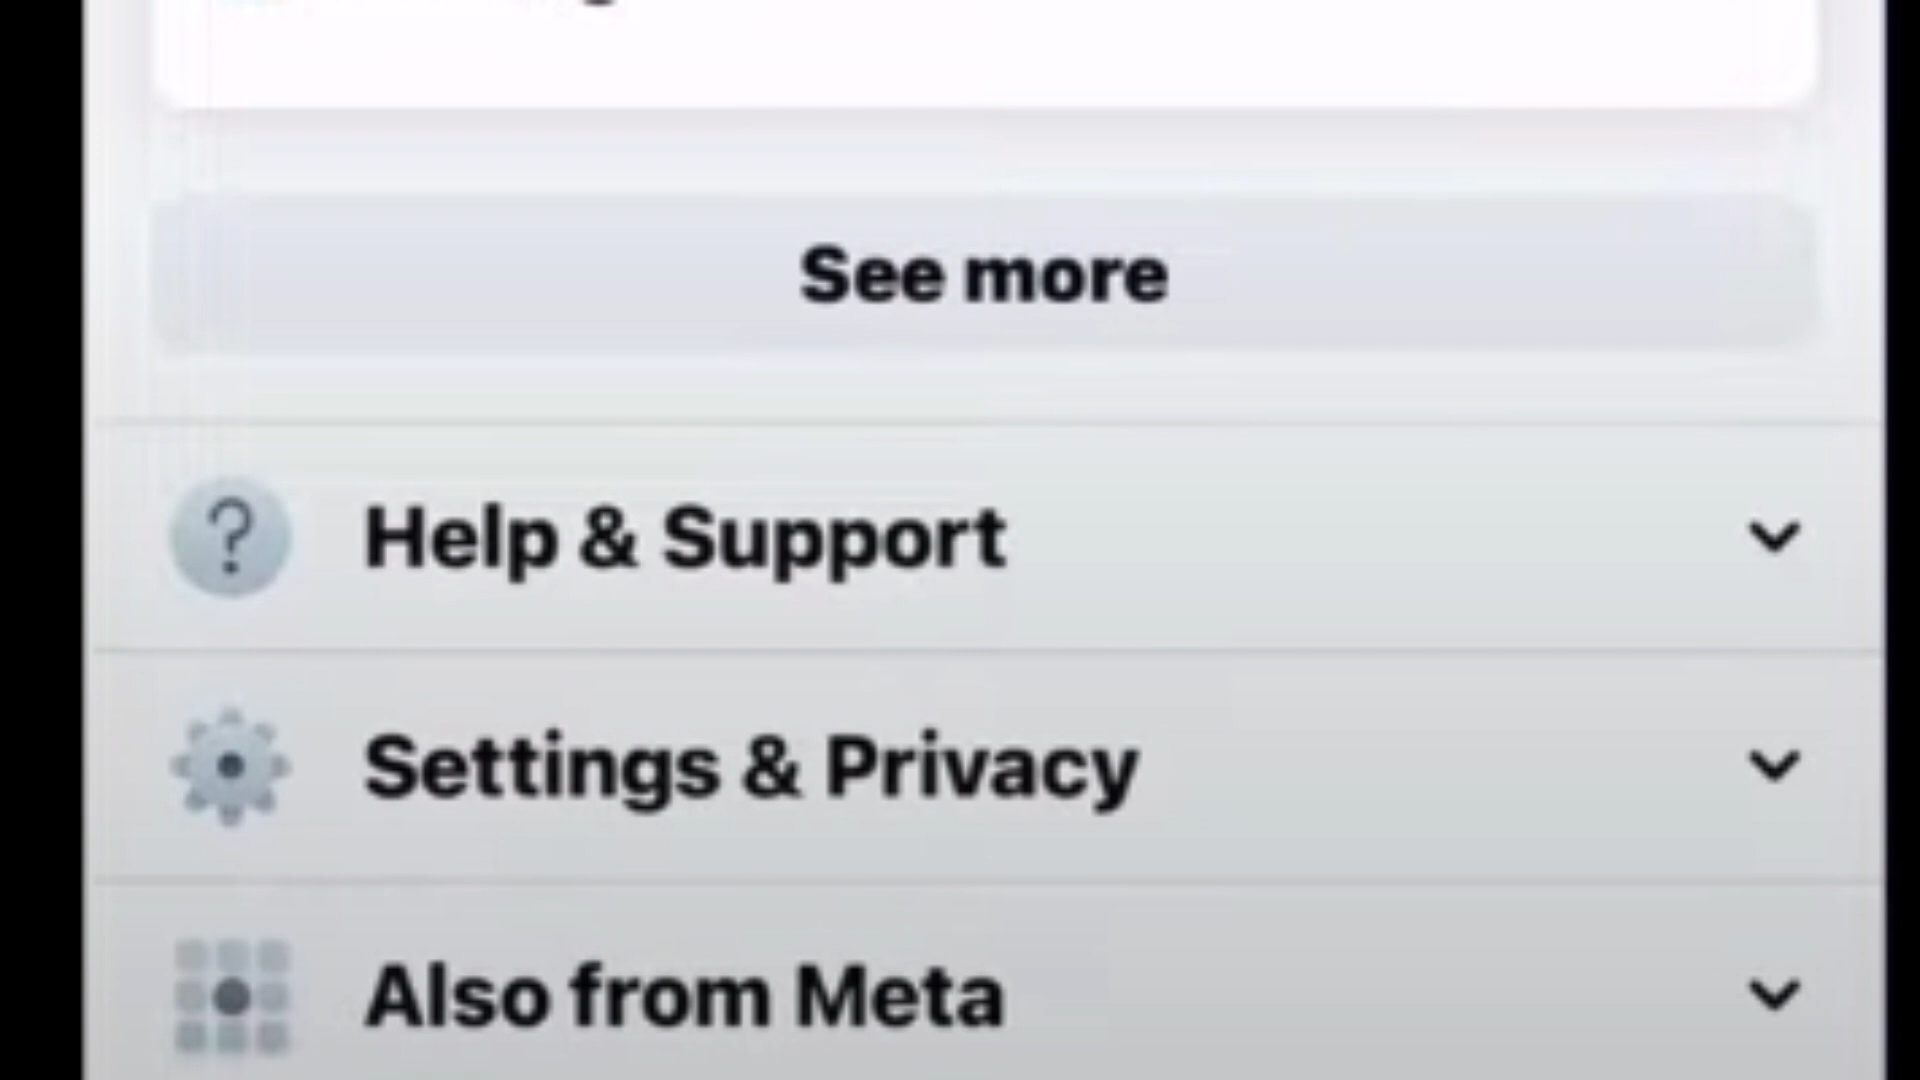 See more
Help & Support
Settings & Privacy
Also from Meta